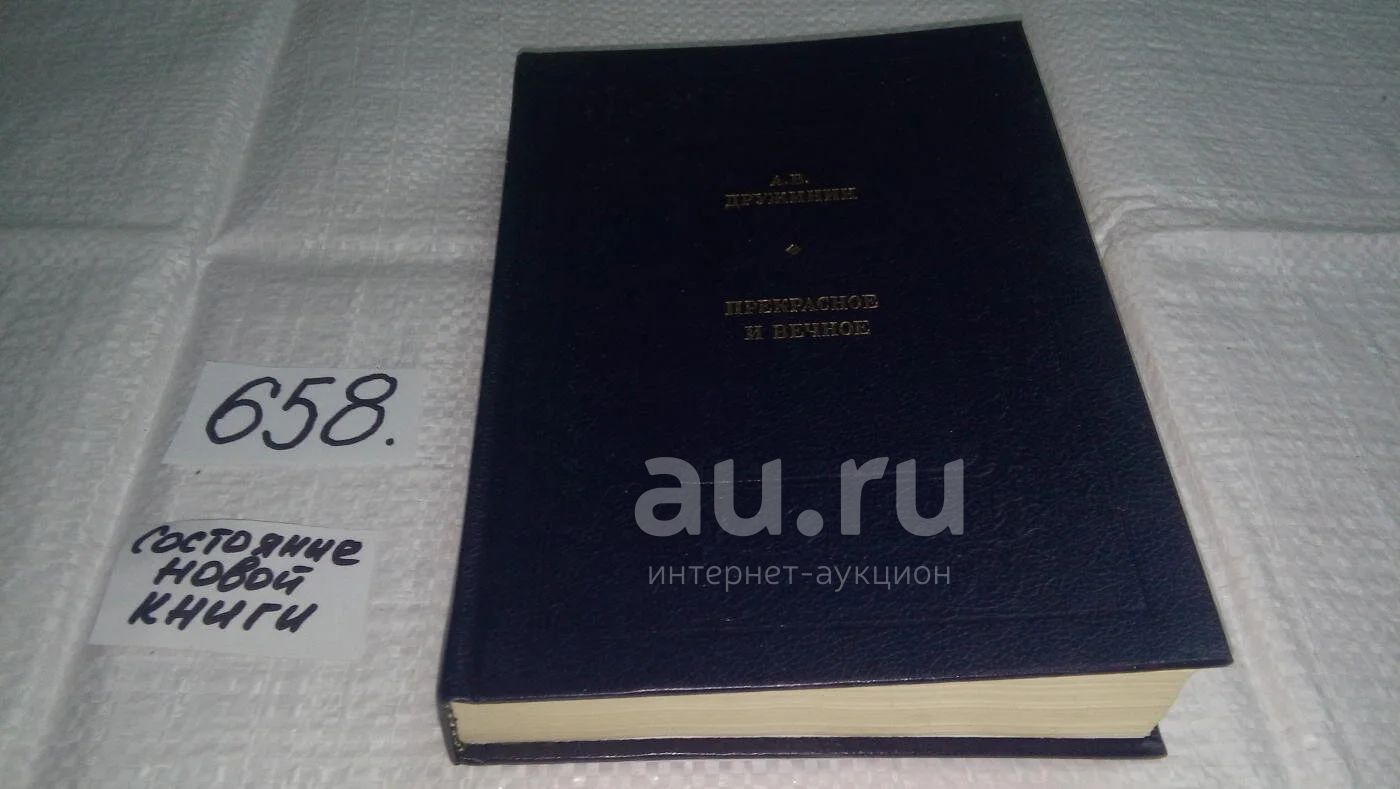 А.В.
ДРУЖИНИН
ПРЕКРАСНОЕ
И ВЕЧНОЕ
658.
состояние
новой
книги
au.ru
интернет-аукцион